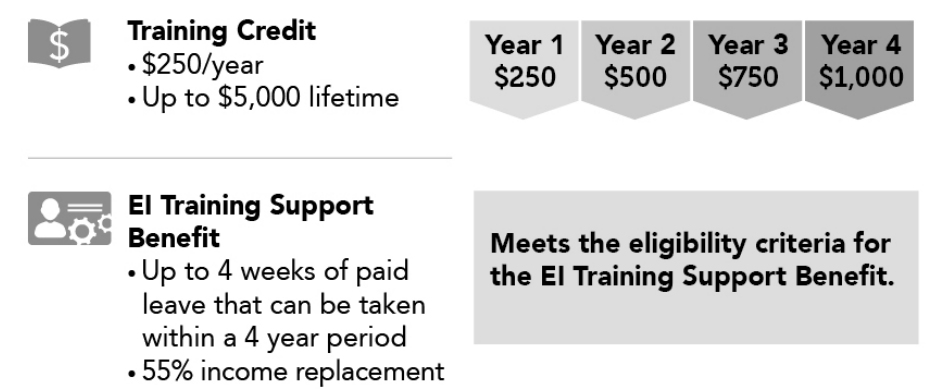 $
Training Credit
• $250/year
• Up to $5,000 lifetime
Year 1
$250
Year 2
$500
Year 3
$750
Year 4
$1,000
EI Training Support
Benefit
• Up to 4 weeks of paid
leave that can be taken
within a 4 year period
• 55% income replacement
Meets the eligibility criteria for
the EI Training Support Benefit.